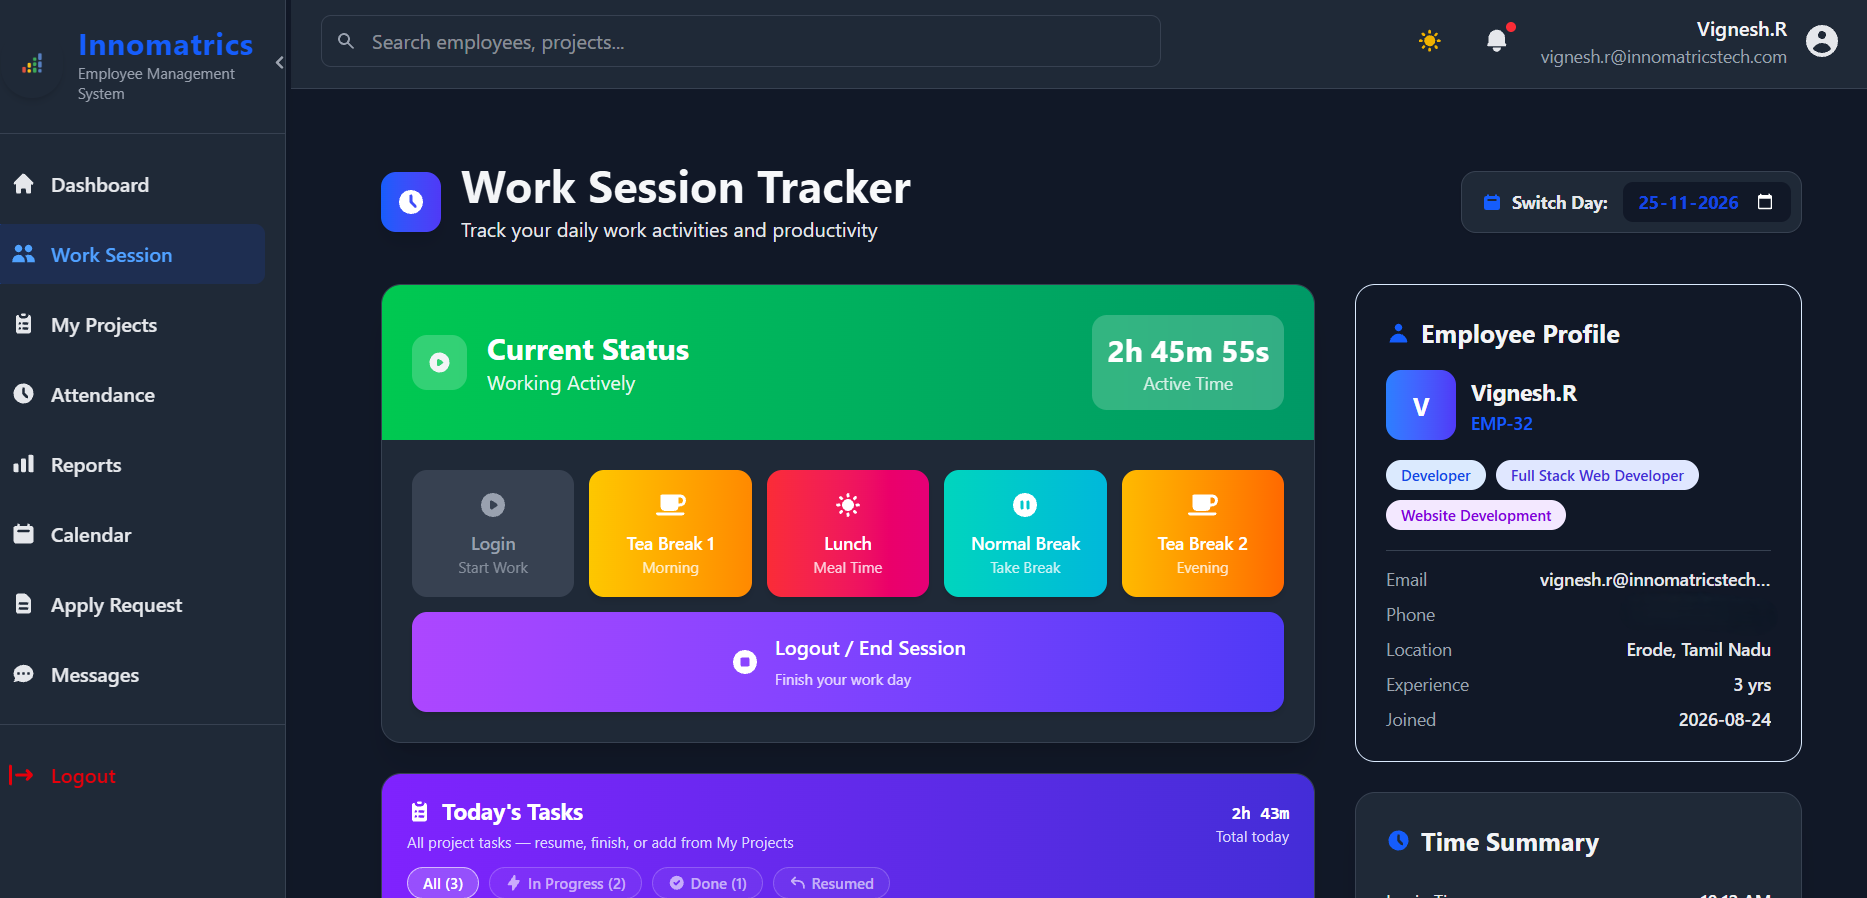 Innomatrics
Employee Management
System
Search employees, projects...
Vignesh.R
vignesh.r@innomatricstech.com
Dashboard
Work Session
My Projects
Attendance
Reports
Calendar
Apply Request
Messages
Logout
Work Session Tracker
Track your daily work activities and productivity
Switch Day: 25-11-2026
Current Status
Working Actively
2h 45m 55s
Active Time
Login
Start Work
Tea Break 1
Morning
Lunch
Meal Time
Normal Break
Take Break
Tea Break 2
Evening
Logout / End Session
Finish your work day
Today's Tasks
All project tasks — resume, finish, or add from My Projects
2h 43m
Total today
All (3)
In Progress (2)
Done (1)
Resumed
Employee Profile
V
Vignesh.R
EMP-32
Developer
Full Stack Web Developer
Website Development
Email vignesh.r@innomatricstech...
Phone
Location Erode, Tamil Nadu
Experience 3 yrs
Joined 2026-08-24
Time Summary